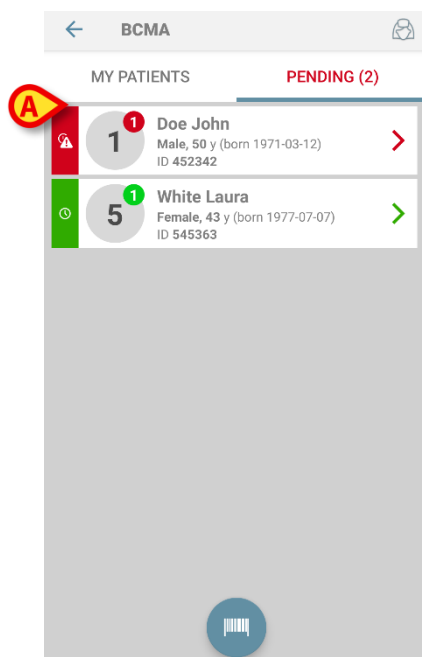 BCMA
MY PATIENTS
PENDING (2)
A
1
1
Doe John
Male, 50 y (born 1971-03-12)
ID 452342
5
1
White Laura
Female, 43 y (born 1977-07-07)
ID 545363